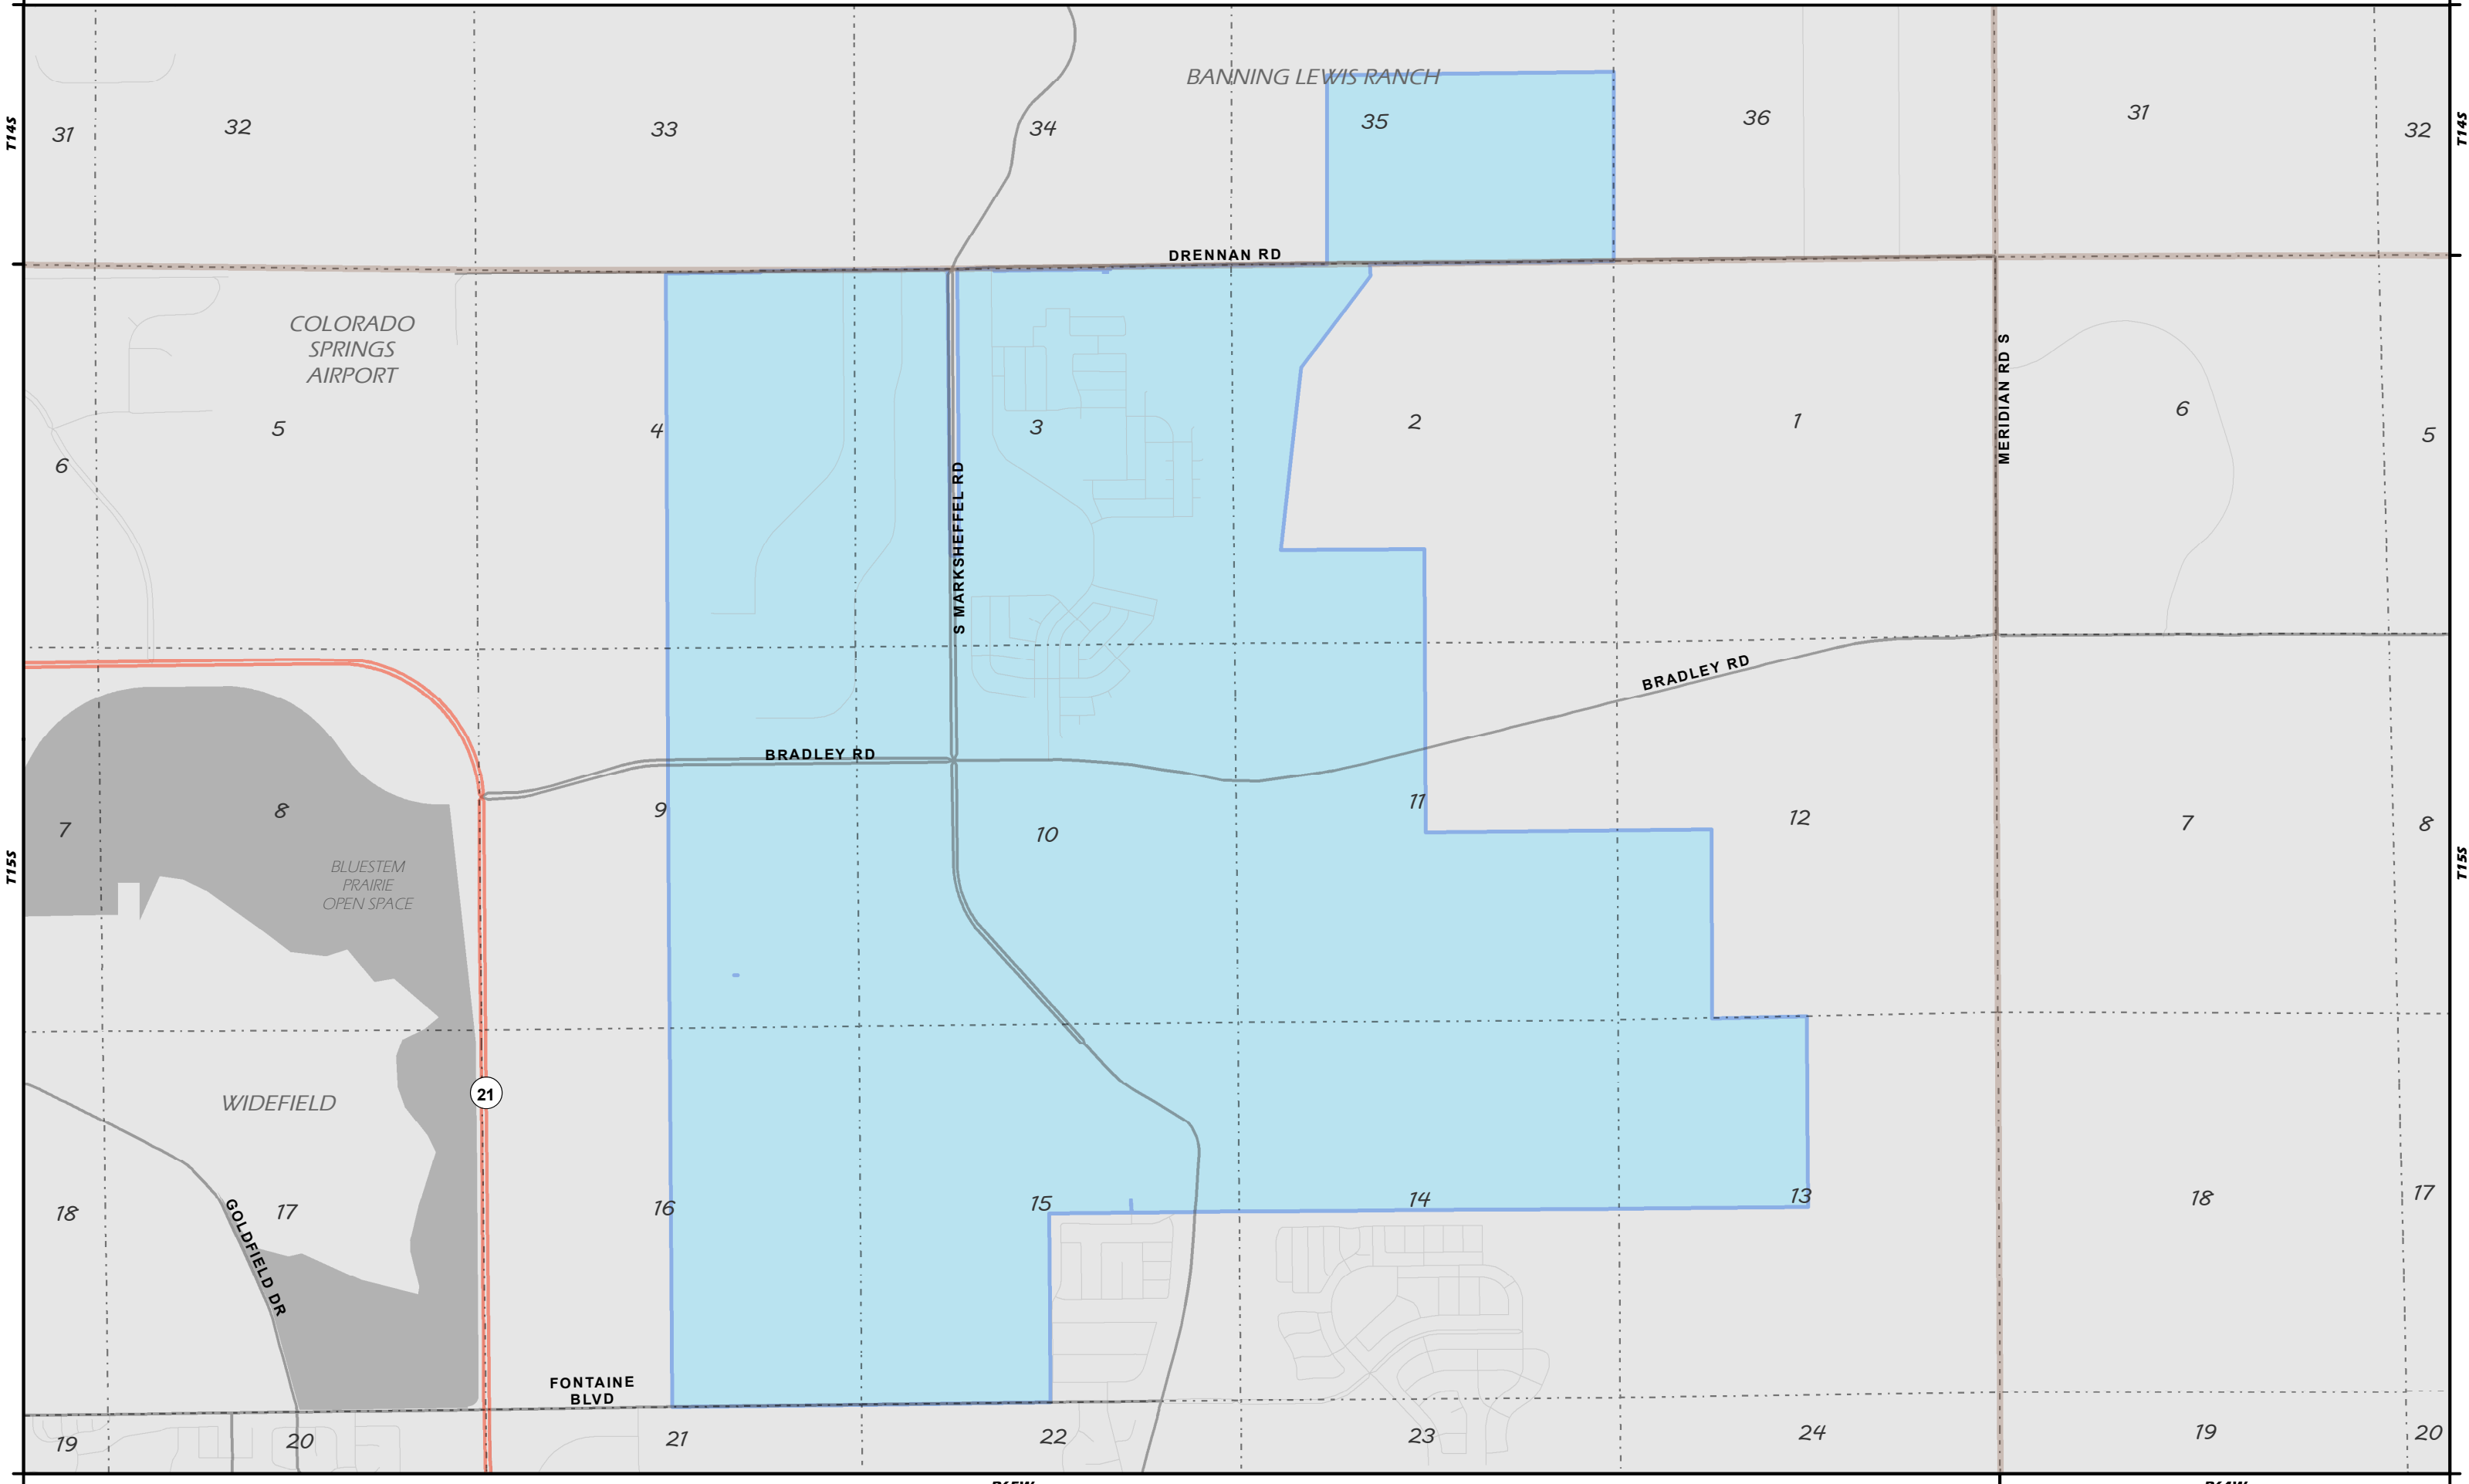 BANNING LEWIS RANCH
31
32
33
34
35
36
31
32
T14S
T14S
DRENNAN RD
COLORADO
SPRINGS
AIRPORT
6
5
4
3
2
1
6
5
S MARKSHEFFEL RD
MERIDIAN RD S
BRADLEY RD
BRADLEY RD
7
8
9
10
11
12
7
8
BLUESTEM
PRAIRIE
OPEN SPACE
T15S
T15S
WIDEFIELD
21
18
17
16
15
14
13
18
17
GOLDFIELD DR
FONTAINE
BLVD
19
20
21
22
23
24
19
20